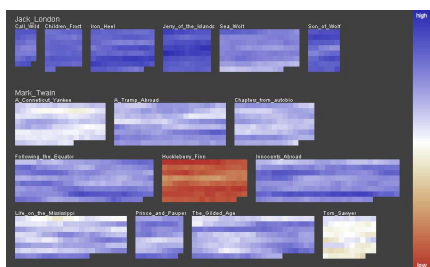 Jack_London
high
Call_Wild Children_Frost Iron_Heel Jerry_of_the_Islands Sea_Wolf Son_of_Wolf
Mark_Twain
A_Conneticut_Yankee A_Tramp_Abroad Chapters_from_autobio
Following_the_Equator Huckleberry_Finn Innocents_Abroad
Life_on_the_Mississippi Prince_and_Pauper The_Gilded_Age Tom_Sawyer
low